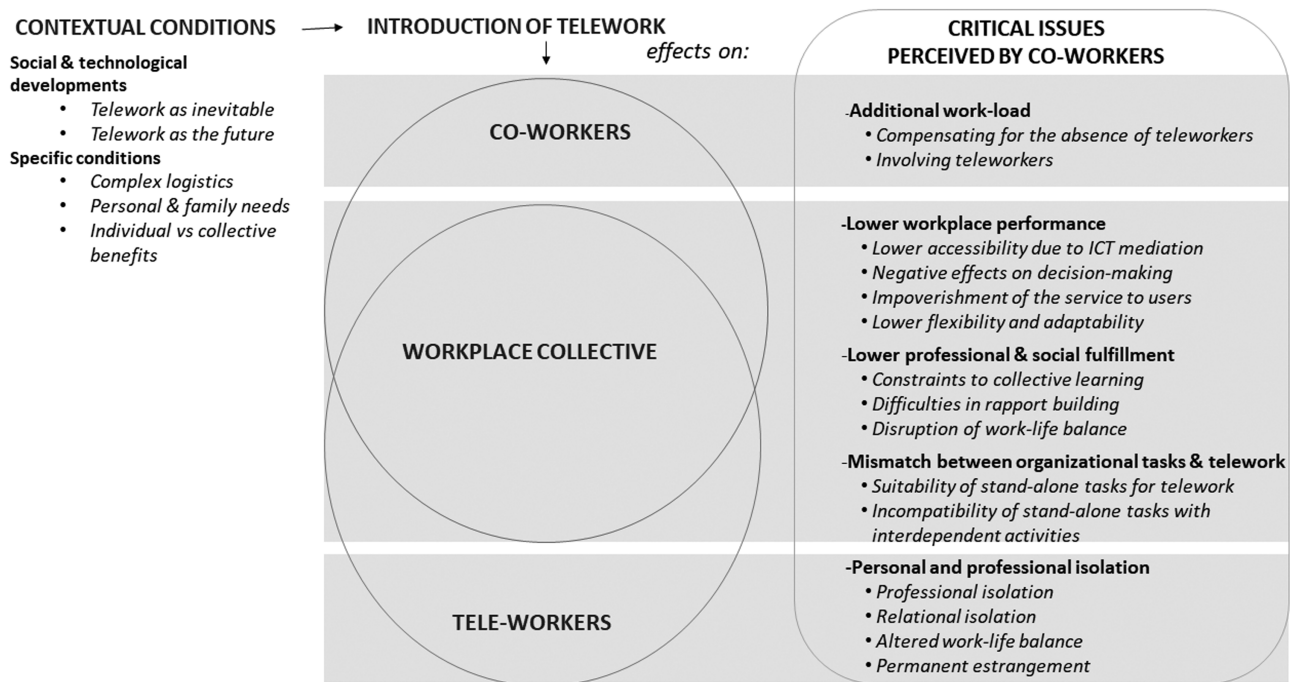 CONTEXTUAL CONDITIONS
Social & technological
developments
• Telework as inevitable
• Telework as the future
Specific conditions
• Complex logistics
• Personal & family needs
• Individual vs collective
benefits
INTRODUCTION OF TELEWORK
effects on:
CO-WORKERS
WORKPLACE COLLECTIVE
TELE-WORKERS
CRITICAL ISSUES
PERCEIVED BY CO-WORKERS
-Additional work-load
• Compensating for the absence of teleworkers
• Involving teleworkers
-Lower workplace performance
• Lower accessibility due to ICT mediation
• Negative effects on decision-making
• Impoverishment of the service to users
• Lower flexibility and adaptability
-Lower professional & social fulfillment
• Constraints to collective learning
• Difficulties in rapport building
• Disruption of work-life balance
-Mismatch between organizational tasks & telework
• Suitability of stand-alone tasks for telework
• Incompatibility of stand-alone tasks with
interdependent activities
-Personal and professional isolation
• Professional isolation
• Relational isolation
• Altered work-life balance
• Permanent estrangement